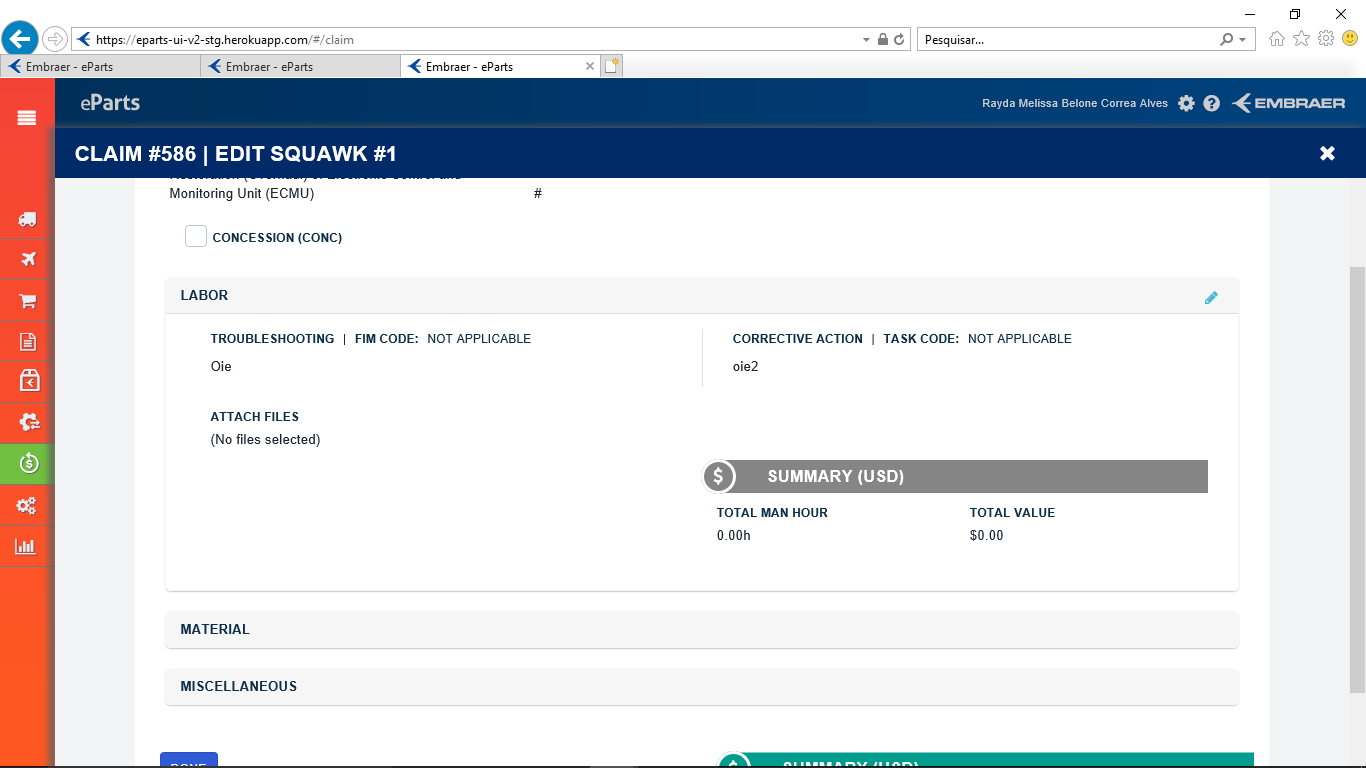 https://eparts-ui-v2-stg.herokuapp.com/#/claim
Pesquisar...
Embraer - eParts
Embraer - eParts
Embraer - eParts
eParts
Rayda Melissa Belone Correa Alves
EMBRAER
CLAIM #586 | EDIT SQUAWK #1
Monitoring Unit (ECMU) #
CONCESSION (CONC)
LABOR
TROUBLESHOOTING | FIM CODE: NOT APPLICABLE
Oie
CORRECTIVE ACTION | TASK CODE: NOT APPLICABLE
oie2
ATTACH FILES
(No files selected)
$ SUMMARY (USD)
TOTAL MAN HOUR
0.00h
TOTAL VALUE
$0.00
MATERIAL
MISCELLANEOUS
DONE
SUMMARY (USD)